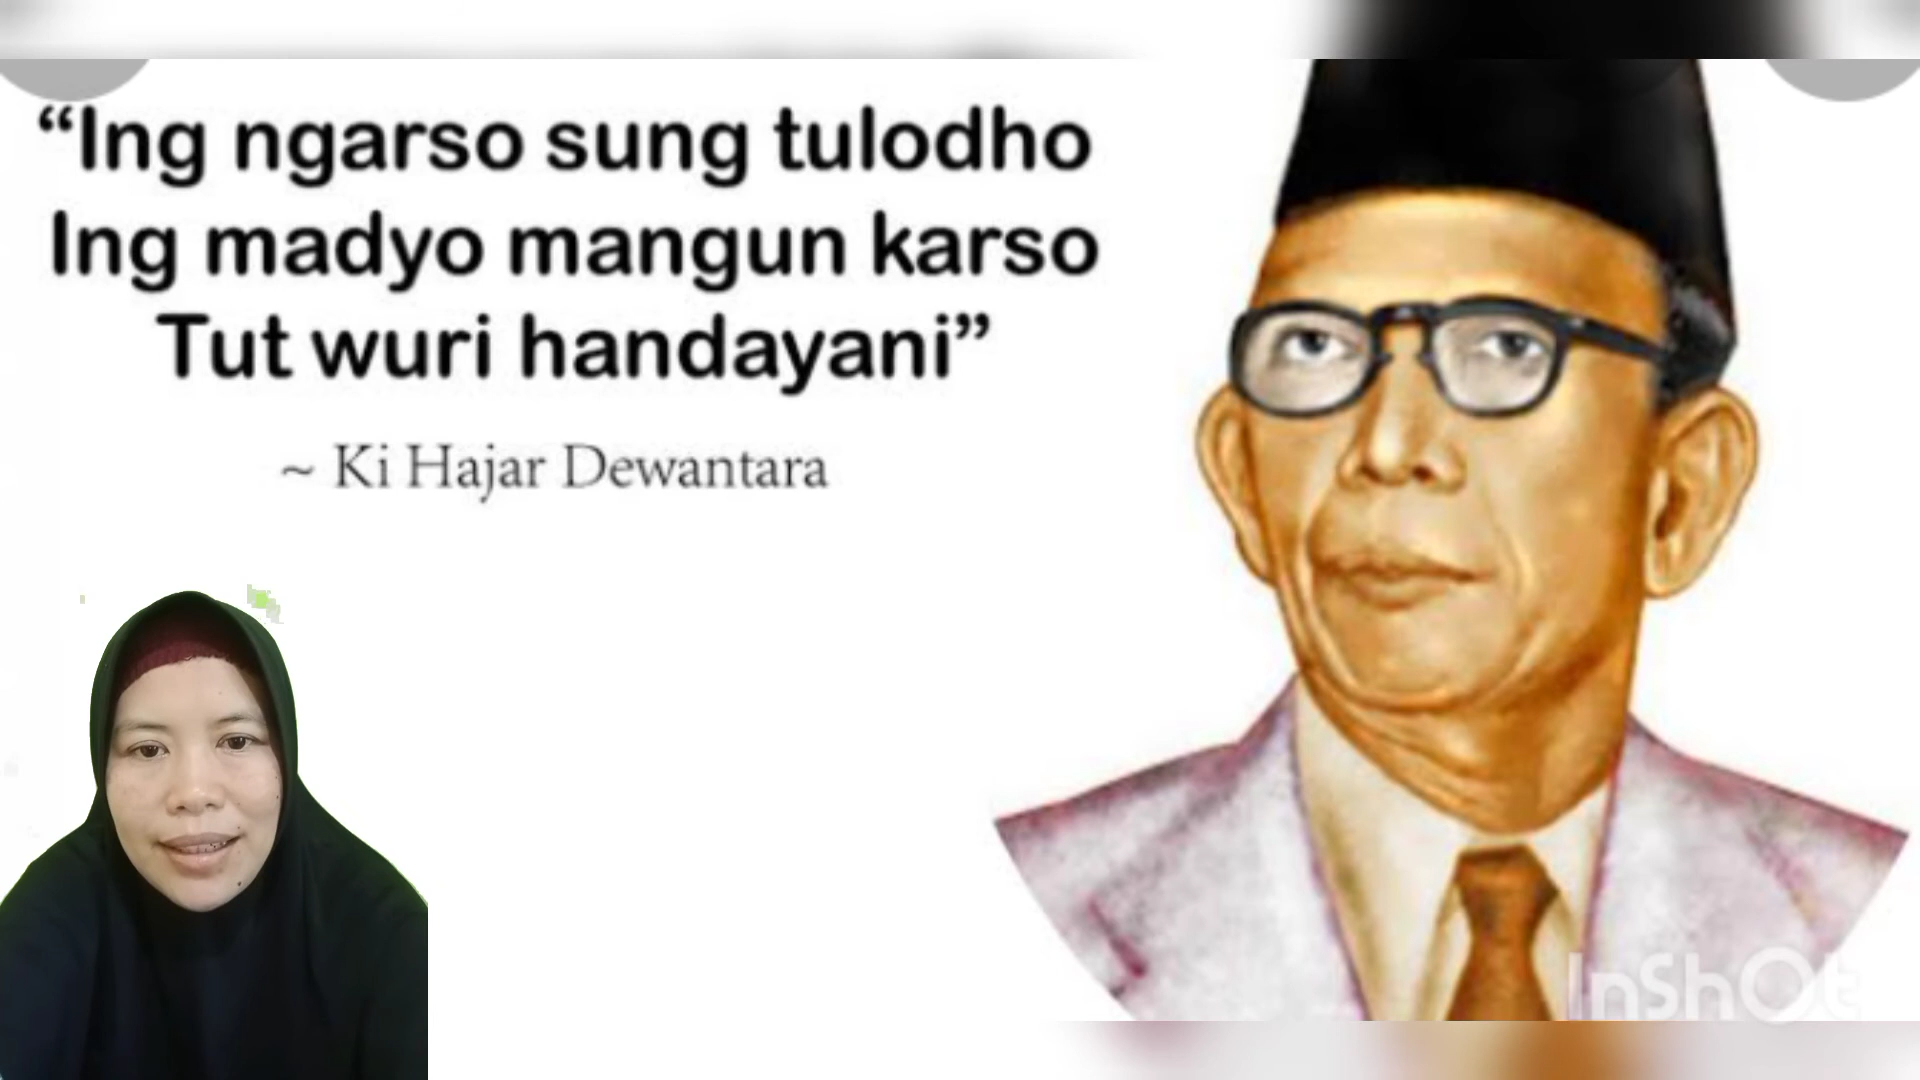 “Ing ngarso sung tulodho
Ing madyo mangun karso
Tut wuri handayani”
~ Ki Hajar Dewantara
InShOt